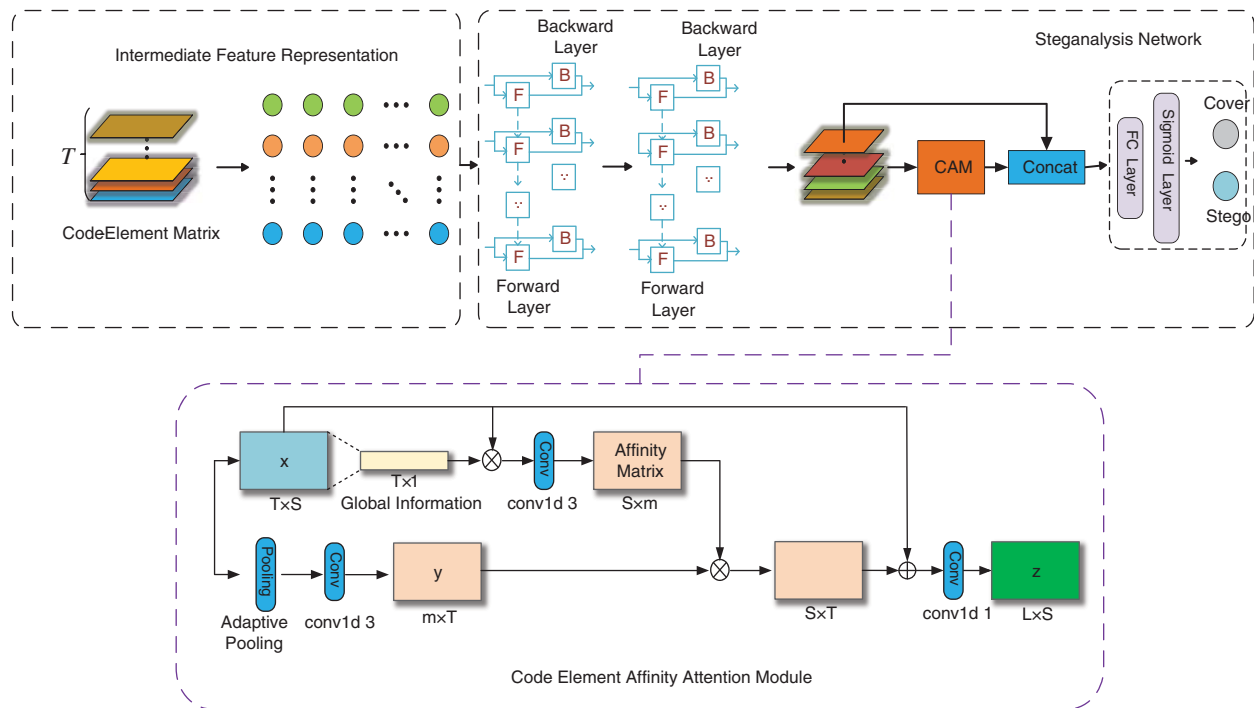 Intermediate Feature Representation
T
CodeElement Matrix
Backward
Layer
Backward
Layer
Steganalysis Network
B
F
B
F
B
F
Forward
Layer
B
F
B
F
B
F
Forward
Layer
CAM
Concat
FC Layer
Sigmoid Layer
Cover
Stego
x
T×S
T×1
Global Information
Conv
conv1d 3
Affinity
Matrix
S×m
Pooling
Adaptive
Pooling
Conv
conv1d 3
y
m×T
S×T
Conv
conv1d 1
z
L×S
Code Element Affinity Attention Module